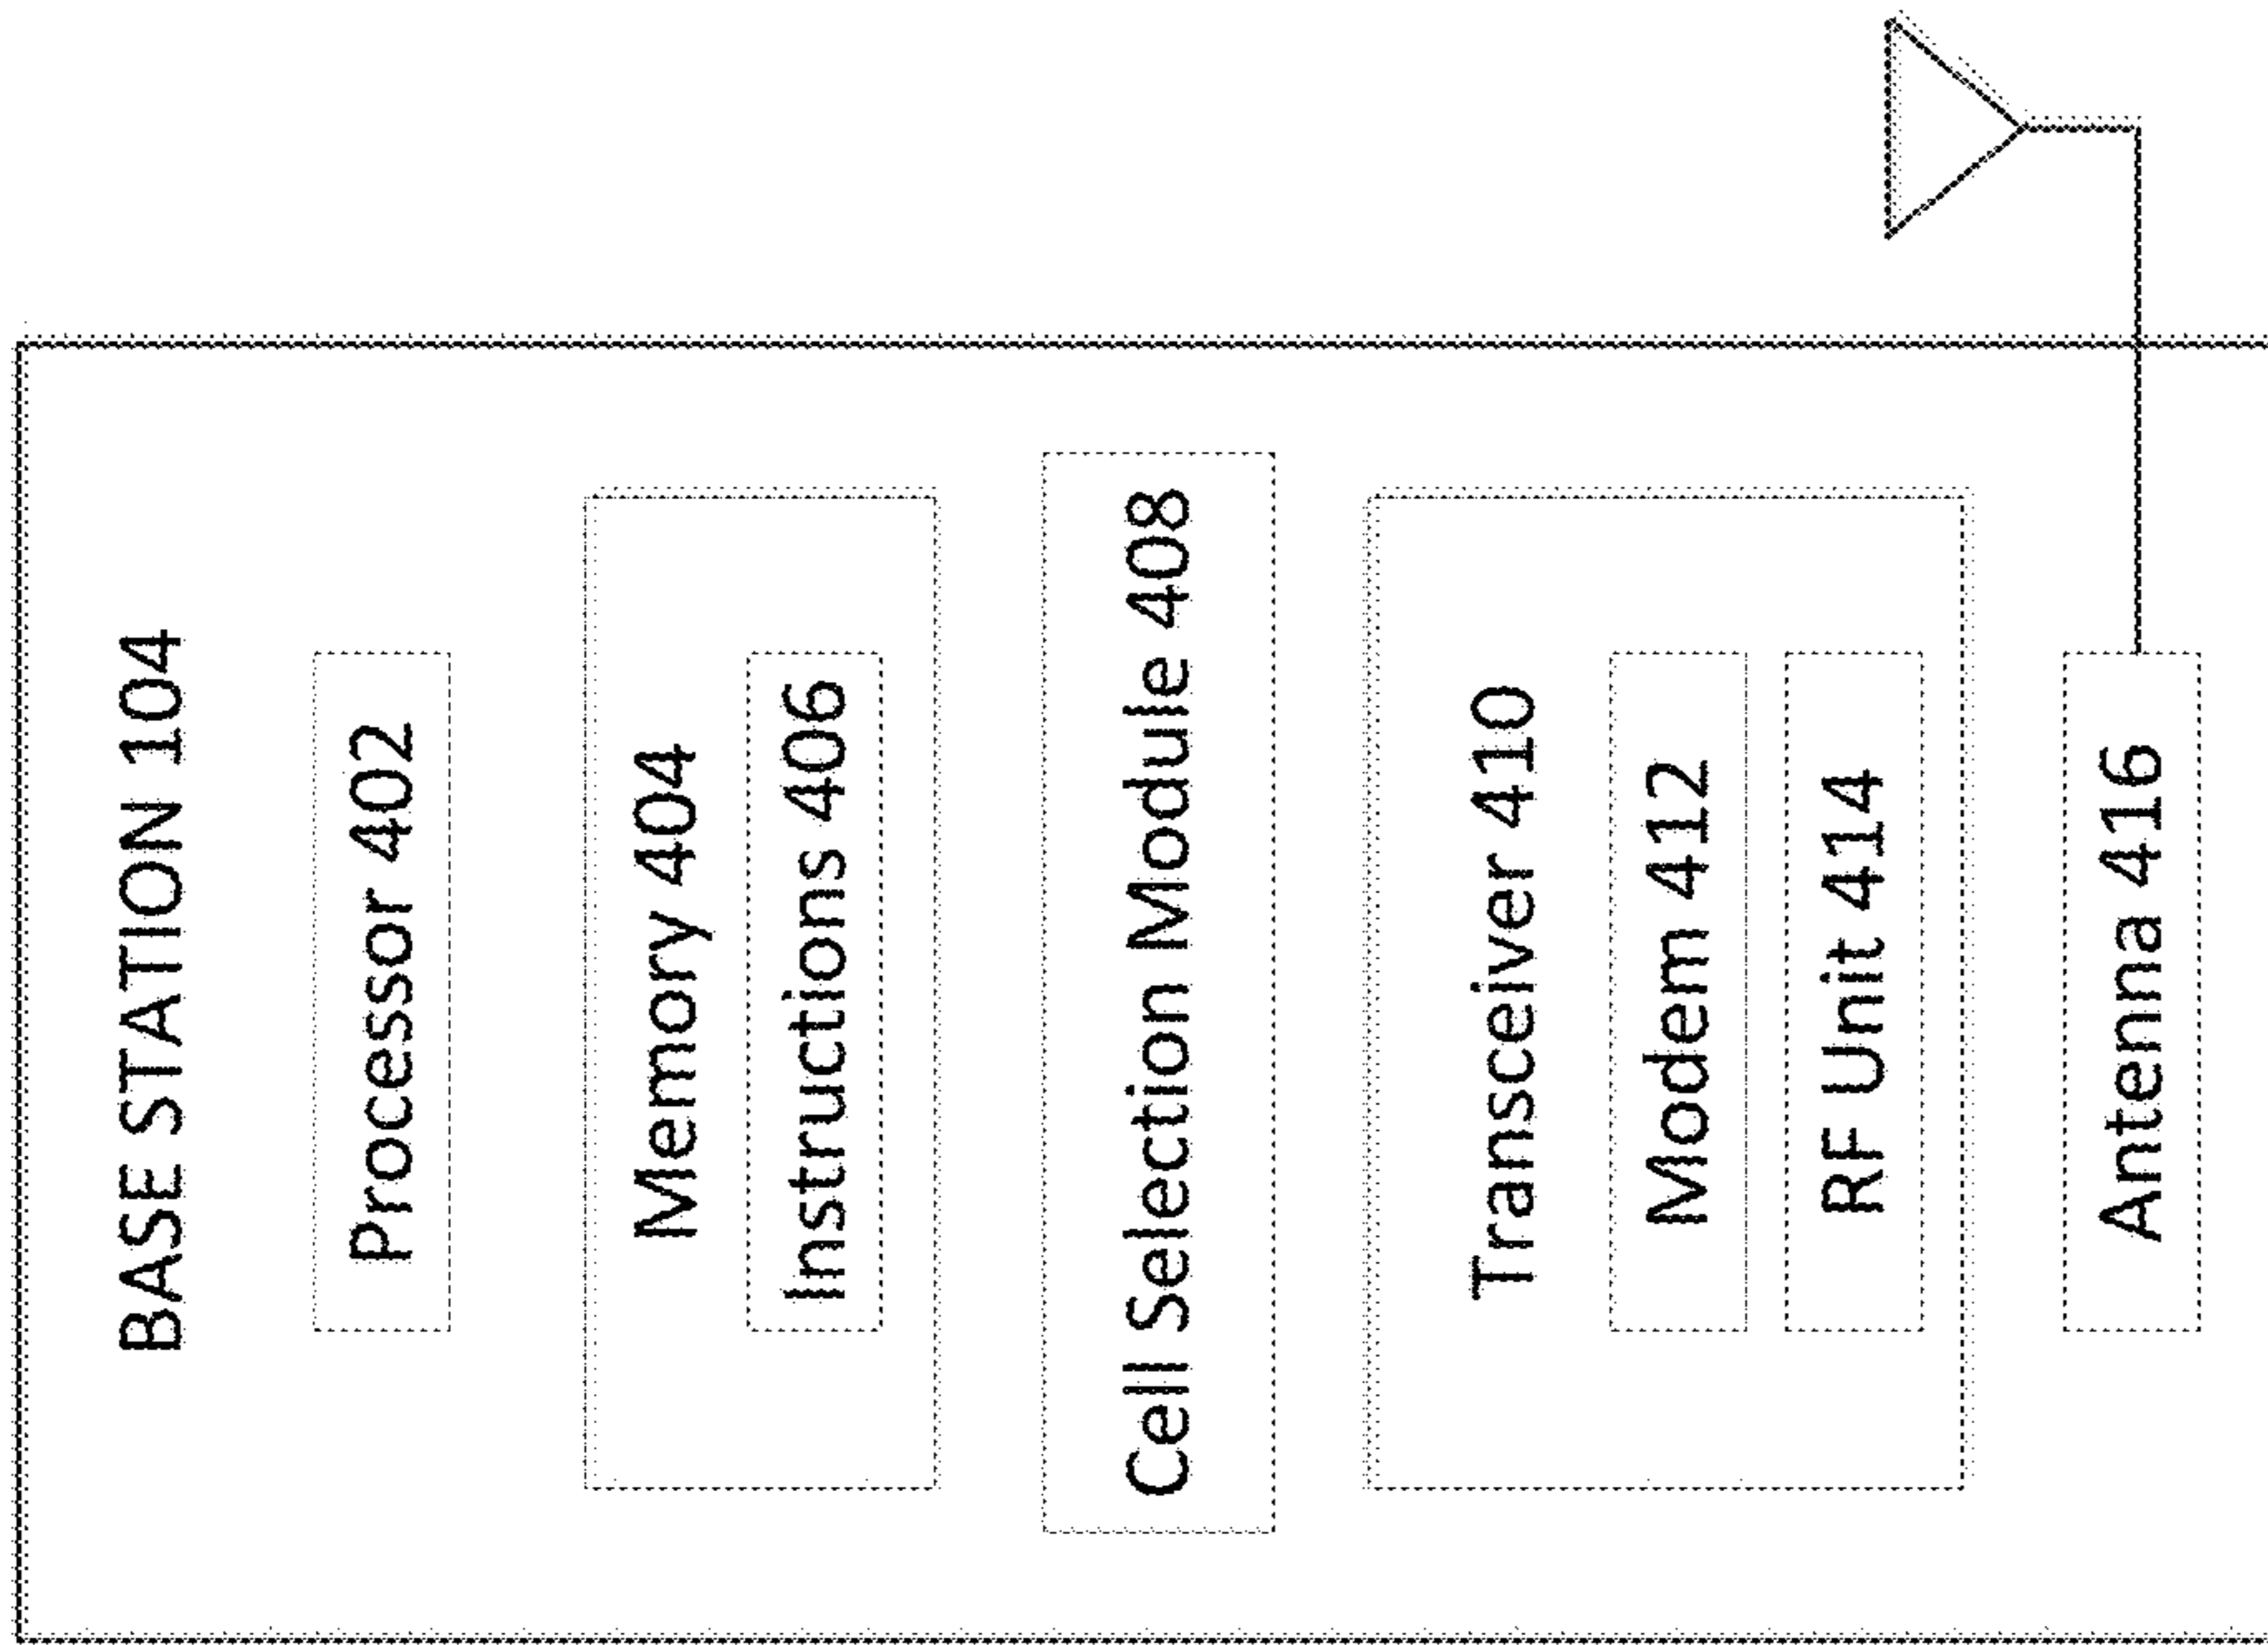 BASE STATION 104
Processor 402
Memory 404
Instructions 406
Cell Selection Module 408
Transceiver 410
Modem 412
RF Unit 414
Antenna 416